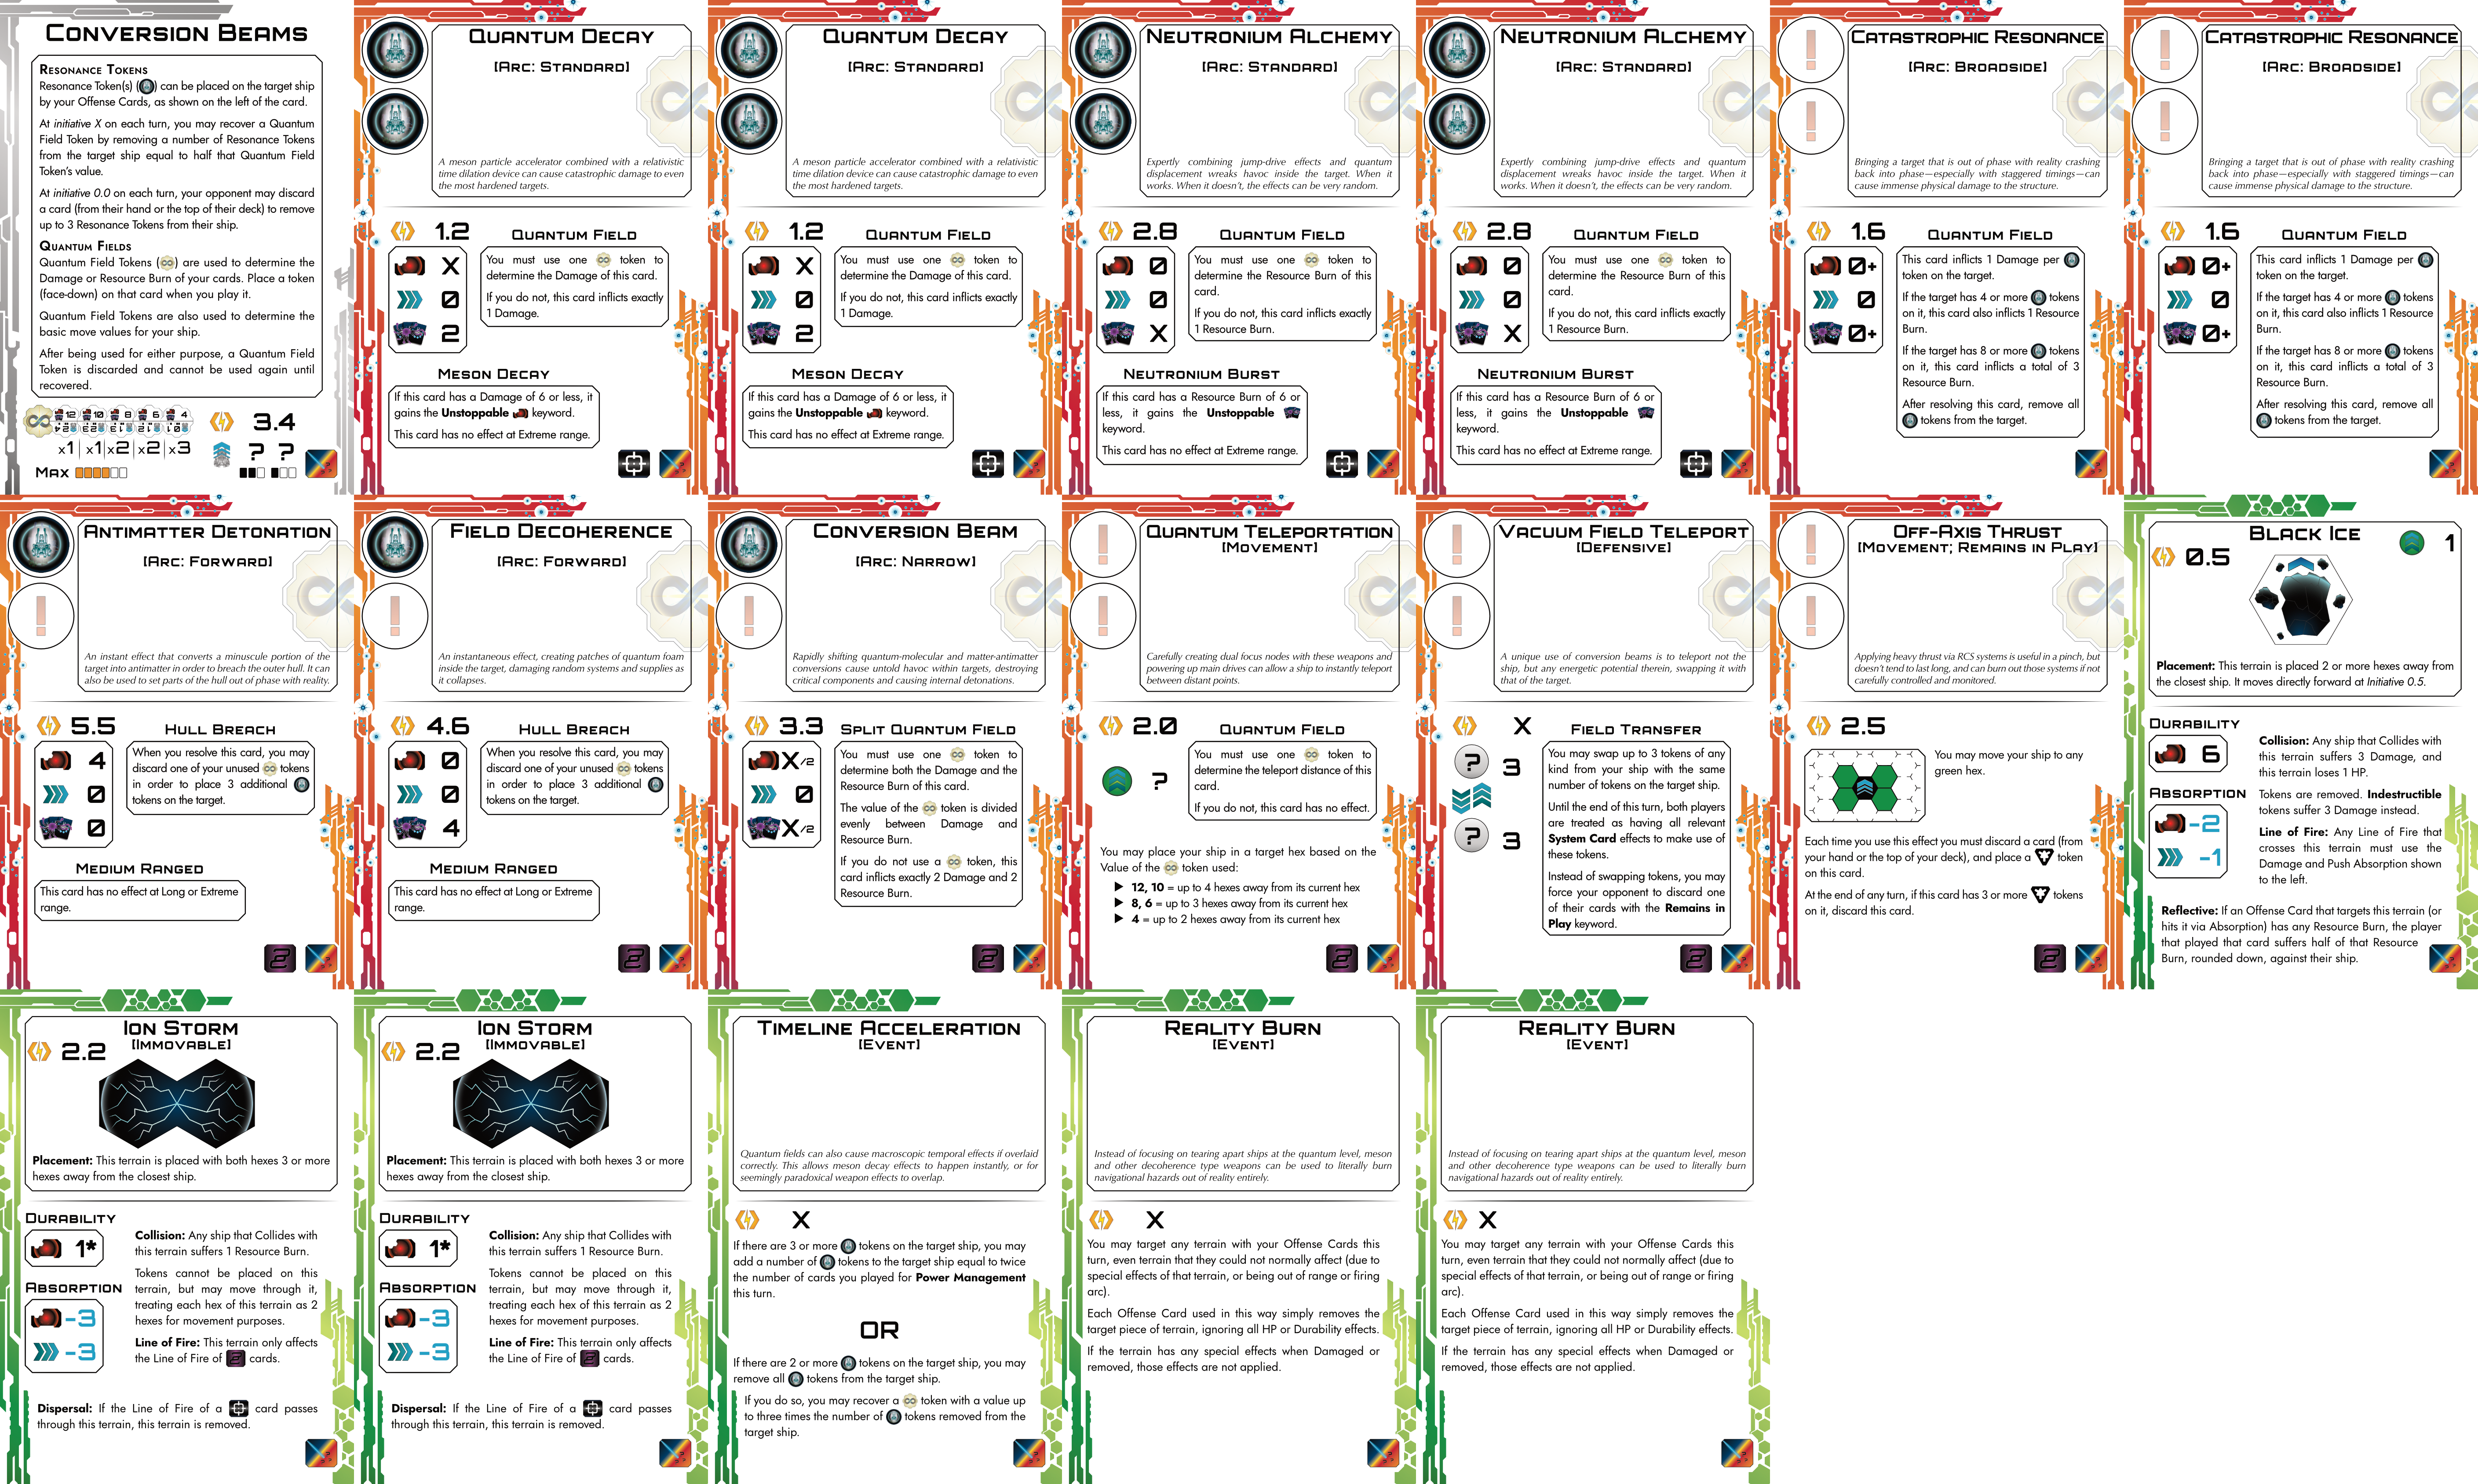 CONVERSION BEAMS
RESONANCE TOKENS
Resonance Token(s) ( ) can be placed on the target ship
by your Offense Cards, as shown on the left of the card.
At initiative X on each turn, you may recover a Quantum
Field Token by removing a number of Resonance Tokens
from the target ship equal to half that Quantum Field
Token's value.
At initiative 0.0 on each turn, your opponent may discard
a card (from their hand or the top of their deck) to remove
up to 3 Resonance Tokens from their ship.
QUANTUM FIELDS
Quantum Field Tokens ( ) are used to determine the
Damage or Resource Burn of your cards. Place a token
(face-down) on that card when you play it.
Quantum Field Tokens are also used to determine the
basic move values for your ship.
After being used for either purpose, a Quantum Field
Token is discarded and cannot be used again until
recovered.
12 10 8 6 4
x1 x1 x2 x2 x3
3.4
? ?
MAX
QUANTUM DECAY
[ARC: STANDARD]
A meson particle accelerator combined with a relativistic
time dilation device can cause catastrophic damage to even
the most hardened targets.
1.2
X
0
2
QUANTUM FIELD
You must use one token to
determine the Damage of this card.
If you do not, this card inflicts exactly
1 Damage.
MESON DECAY
If this card has a Damage of 6 or less, it
gains the Unstoppable keyword.
This card has no effect at Extreme range.
QUANTUM DECAY
[ARC: STANDARD]
A meson particle accelerator combined with a relativistic
time dilation device can cause catastrophic damage to even
the most hardened targets.
1.2
X
0
2
QUANTUM FIELD
You must use one token to
determine the Damage of this card.
If you do not, this card inflicts exactly
1 Damage.
MESON DECAY
If this card has a Damage of 6 or less, it
gains the Unstoppable keyword.
This card has no effect at Extreme range.
NEUTRONIUM ALCHEMY
[ARC: STANDARD]
Expertly combining jump-drive effects and quantum
displacement wreaks havoc inside the target. When it
works. When it doesn't, the effects can be very random.
2.8
0
0
X
QUANTUM FIELD
You must use one token to
determine the Resource Burn of this
card.
If you do not, this card inflicts exactly
1 Resource Burn.
NEUTRONIUM BURST
If this card has a Resource Burn of 6 or
less, it gains the Unstoppable
keyword.
This card has no effect at Extreme range.
NEUTRONIUM ALCHEMY
[ARC: STANDARD]
Expertly combining jump-drive effects and quantum
displacement wreaks havoc inside the target. When it
works. When it doesn't, the effects can be very random.
2.8
0
0
X
QUANTUM FIELD
You must use one token to
determine the Resource Burn of this
card.
If you do not, this card inflicts exactly
1 Resource Burn.
NEUTRONIUM BURST
If this card has a Resource Burn of 6 or
less, it gains the Unstoppable
keyword.
This card has no effect at Extreme range.
!
!
CATASTROPHIC RESONANCE
[ARC: BROADSIDE]
Bringing a target that is out of phase with reality crashing
back into phase—especially with staggered timings—can
cause immense physical damage to the structure.
1.6
0+
0
0+
QUANTUM FIELD
This card inflicts 1 Damage per
token on the target.
If the target has 4 or more tokens
on it, this card also inflicts 1 Resource
Burn.
If the target has 8 or more tokens
on it, this card inflicts a total of 3
Resource Burn.
After resolving this card, remove all
tokens from the target.
!
!
CATASTROPHIC RESONANCE
[ARC: BROADSIDE]
Bringing a target that is out of phase with reality crashing
back into phase—especially with staggered timings—can
cause immense physical damage to the structure.
1.6
0+
0
0+
QUANTUM FIELD
This card inflicts 1 Damage per
token on the target.
If the target has 4 or more tokens
on it, this card also inflicts 1 Resource
Burn.
If the target has 8 or more tokens
on it, this card inflicts a total of 3
Resource Burn.
After resolving this card, remove all
tokens from the target.
!
ANTIMATTER DETONATION
[ARC: FORWARD]
An instant effect that converts a minuscule portion of the
target into antimatter in order to breach the outer hull. It can
also be used to set parts of the hull out of phase with reality.
5.5
4
0
0
HULL BREACH
When you resolve this card, you may
discard one of your unused tokens
in order to place 3 additional
tokens on the target.
MEDIUM RANGED
This card has no effect at Long or Extreme
range.
2
!
FIELD DECOHERENCE
[ARC: FORWARD]
An instantaneous effect, creating patches of quantum foam
inside the target, damaging random systems and supplies as
it collapses.
4.6
0
0
4
HULL BREACH
When you resolve this card, you may
discard one of your unused tokens
in order to place 3 additional
tokens on the target.
MEDIUM RANGED
This card has no effect at Long or Extreme
range.
2
!
CONVERSION BEAM
[ARC: NARROW]
Rapidly shifting quantum-molecular and matter-antimatter
conversions cause untold havoc within targets, destroying
critical components and causing internal detonations.
3.3
X/2
0
X/2
SPLIT QUANTUM FIELD
You must use one token to
determine both the Damage and the
Resource Burn of this card.
The value of the token is divided
evenly between Damage and
Resource Burn.
If you do not use a token, this
card inflicts exactly 2 Damage and 2
Resource Burn.
2
!
!
QUANTUM TELEPORTATION
[MOVEMENT]
Carefully creating dual focus nodes with these weapons and
powering up main drives can allow a ship to instantly teleport
between distant points.
2.0
?
QUANTUM FIELD
You must use one token to
determine the teleport distance of this
card.
If you do not, this card has no effect.
You may place your ship in a target hex based on the
Value of the token used:
▶ 12, 10 = up to 4 hexes away from its current hex
▶ 8, 6 = up to 3 hexes away from its current hex
▶ 4 = up to 2 hexes away from its current hex
2
!
!
VACUUM FIELD TELEPORT
[DEFENSIVE]
A unique use of conversion beams is to teleport not the
ship, but any energetic potential therein, swapping it with
that of the target.
X
? 3
? 3
FIELD TRANSFER
You may swap up to 3 tokens of any
kind from your ship with the same
number of tokens on the target ship.
Until the end of this turn, both players
are treated as having all relevant
System Card effects to make use of
these tokens.
Instead of swapping tokens, you may
force your opponent to discard one
of their cards with the Remains in
Play keyword.
2
!
!
OFF-AXIS THRUST
[MOVEMENT; REMAINS IN PLAY]
Applying heavy thrust via RCS systems is useful in a pinch, but
doesn't tend to last long, and can burn out those systems if not
carefully controlled and monitored.
2.5
You may move your ship to any
green hex.
Each time you use this effect you must discard a card (from
your hand or the top of your deck), and place a token
on this card.
At the end of any turn, if this card has 3 or more tokens
on it, discard this card.
2
BLACK ICE
0.5
1
Placement: This terrain is placed 2 or more hexes away from
the closest ship. It moves directly forward at Initiative 0.5.
DURABILITY
6
ABSORPTION
-2
-1
Collision: Any ship that Collides with
this terrain suffers 3 Damage, and
this terrain loses 1 HP.
Tokens are removed. Indestructible
tokens suffer 3 Damage instead.
Line of Fire: Any Line of Fire that
crosses this terrain must use the
Damage and Push Absorption shown
to the left.
Reflective: If an Offense Card that targets this terrain (or
hits it via Absorption) has any Resource Burn, the player
that played that card suffers half of that Resource
Burn, rounded down, against their ship.
ION STORM
[IMMOVABLE]
2.2
Placement: This terrain is placed with both hexes 3 or more
hexes away from the closest ship.
DURABILITY
1*
ABSORPTION
-3
-3
Collision: Any ship that Collides with
this terrain suffers 1 Resource Burn.
Tokens cannot be placed on this
terrain, but may move through it,
treating each hex of this terrain as 2
hexes for movement purposes.
Line of Fire: This terrain only affects
the Line of Fire of 2 cards.
Dispersal: If the Line of Fire of a card passes
through this terrain, this terrain is removed.
ION STORM
[IMMOVABLE]
2.2
Placement: This terrain is placed with both hexes 3 or more
hexes away from the closest ship.
DURABILITY
1*
ABSORPTION
-3
-3
Collision: Any ship that Collides with
this terrain suffers 1 Resource Burn.
Tokens cannot be placed on this
terrain, but may move through it,
treating each hex of this terrain as 2
hexes for movement purposes.
Line of Fire: This terrain only affects
the Line of Fire of 2 cards.
Dispersal: If the Line of Fire of a card passes
through this terrain, this terrain is removed.
TIMELINE ACCELERATION
[EVENT]
Quantum fields can also cause macroscopic temporal effects if overlaid
correctly. This allows meson decay effects to happen instantly, or for
seemingly paradoxical weapon effects to overlap.
X
If there are 3 or more tokens on the target ship, you may
add a number of tokens to the target ship equal to twice
the number of cards you played for Power Management
this turn.
OR
If there are 2 or more tokens on the target ship, you may
remove all tokens from the target ship.
If you do so, you may recover a token with a value up
to three times the number of tokens removed from the
target ship.
REALITY BURN
[EVENT]
Instead of focusing on tearing apart ships at the quantum level, meson
and other decoherence type weapons can be used to literally burn
navigational hazards out of reality entirely.
X
You may target any terrain with your Offense Cards this
turn, even terrain that they could not normally affect (due to
special effects of that terrain, or being out of range or firing
arc).
Each Offense Card used in this way simply removes the
target piece of terrain, ignoring all HP or Durability effects.
If the terrain has any special effects when Damaged or
removed, those effects are not applied.
REALITY BURN
[EVENT]
Instead of focusing on tearing apart ships at the quantum level, meson
and other decoherence type weapons can be used to literally burn
navigational hazards out of reality entirely.
X
You may target any terrain with your Offense Cards this
turn, even terrain that they could not normally affect (due to
special effects of that terrain, or being out of range or firing
arc).
Each Offense Card used in this way simply removes the
target piece of terrain, ignoring all HP or Durability effects.
If the terrain has any special effects when Damaged or
removed, those effects are not applied.